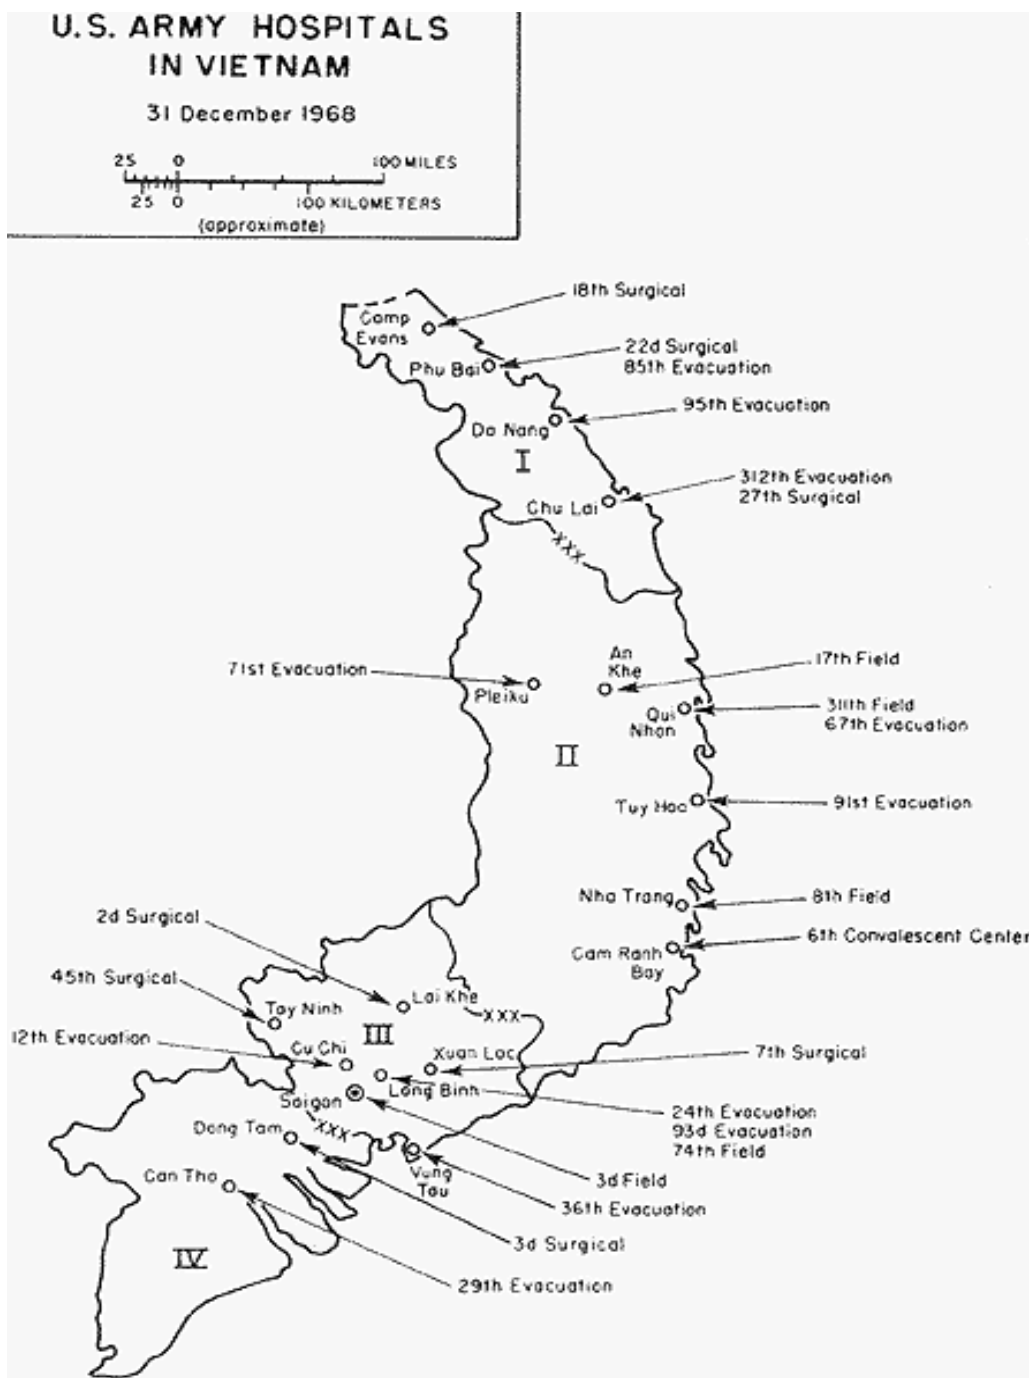 U.S. ARMY HOSPITALS
IN VIETNAM
31 December 1968
25 0 100 MILES
25 0 100 KILOMETERS
(approximate)
18th Surgical
Camp
Evans
22d Surgical
85th Evacuation
Phu Bai
95th Evacuation
Da Nang
I
312th Evacuation
27th Surgical
Chu Lai
XXX
An
Khe
17th Field
71st Evacuation
Pleiku
Qui
Nhon
311th Field
67th Evacuation
II
Tuy Hoa
91st Evacuation
Nha Trang
8th Field
2d Surgical
6th Convalescent Center
Cam Ranh
Bay
45th Surgical
Lai Khe
Tay Ninh
XXX
III
12th Evacuation
Cu Chi
Xuan Loc
7th Surgical
Long Binh
Saigon
24th Evacuation
93d Evacuation
74th Field
Dong Tam
XXX
Vung
Tau
Can Tho
3d Field
36th Evacuation
3d Surgical
IV
29th Evacuation